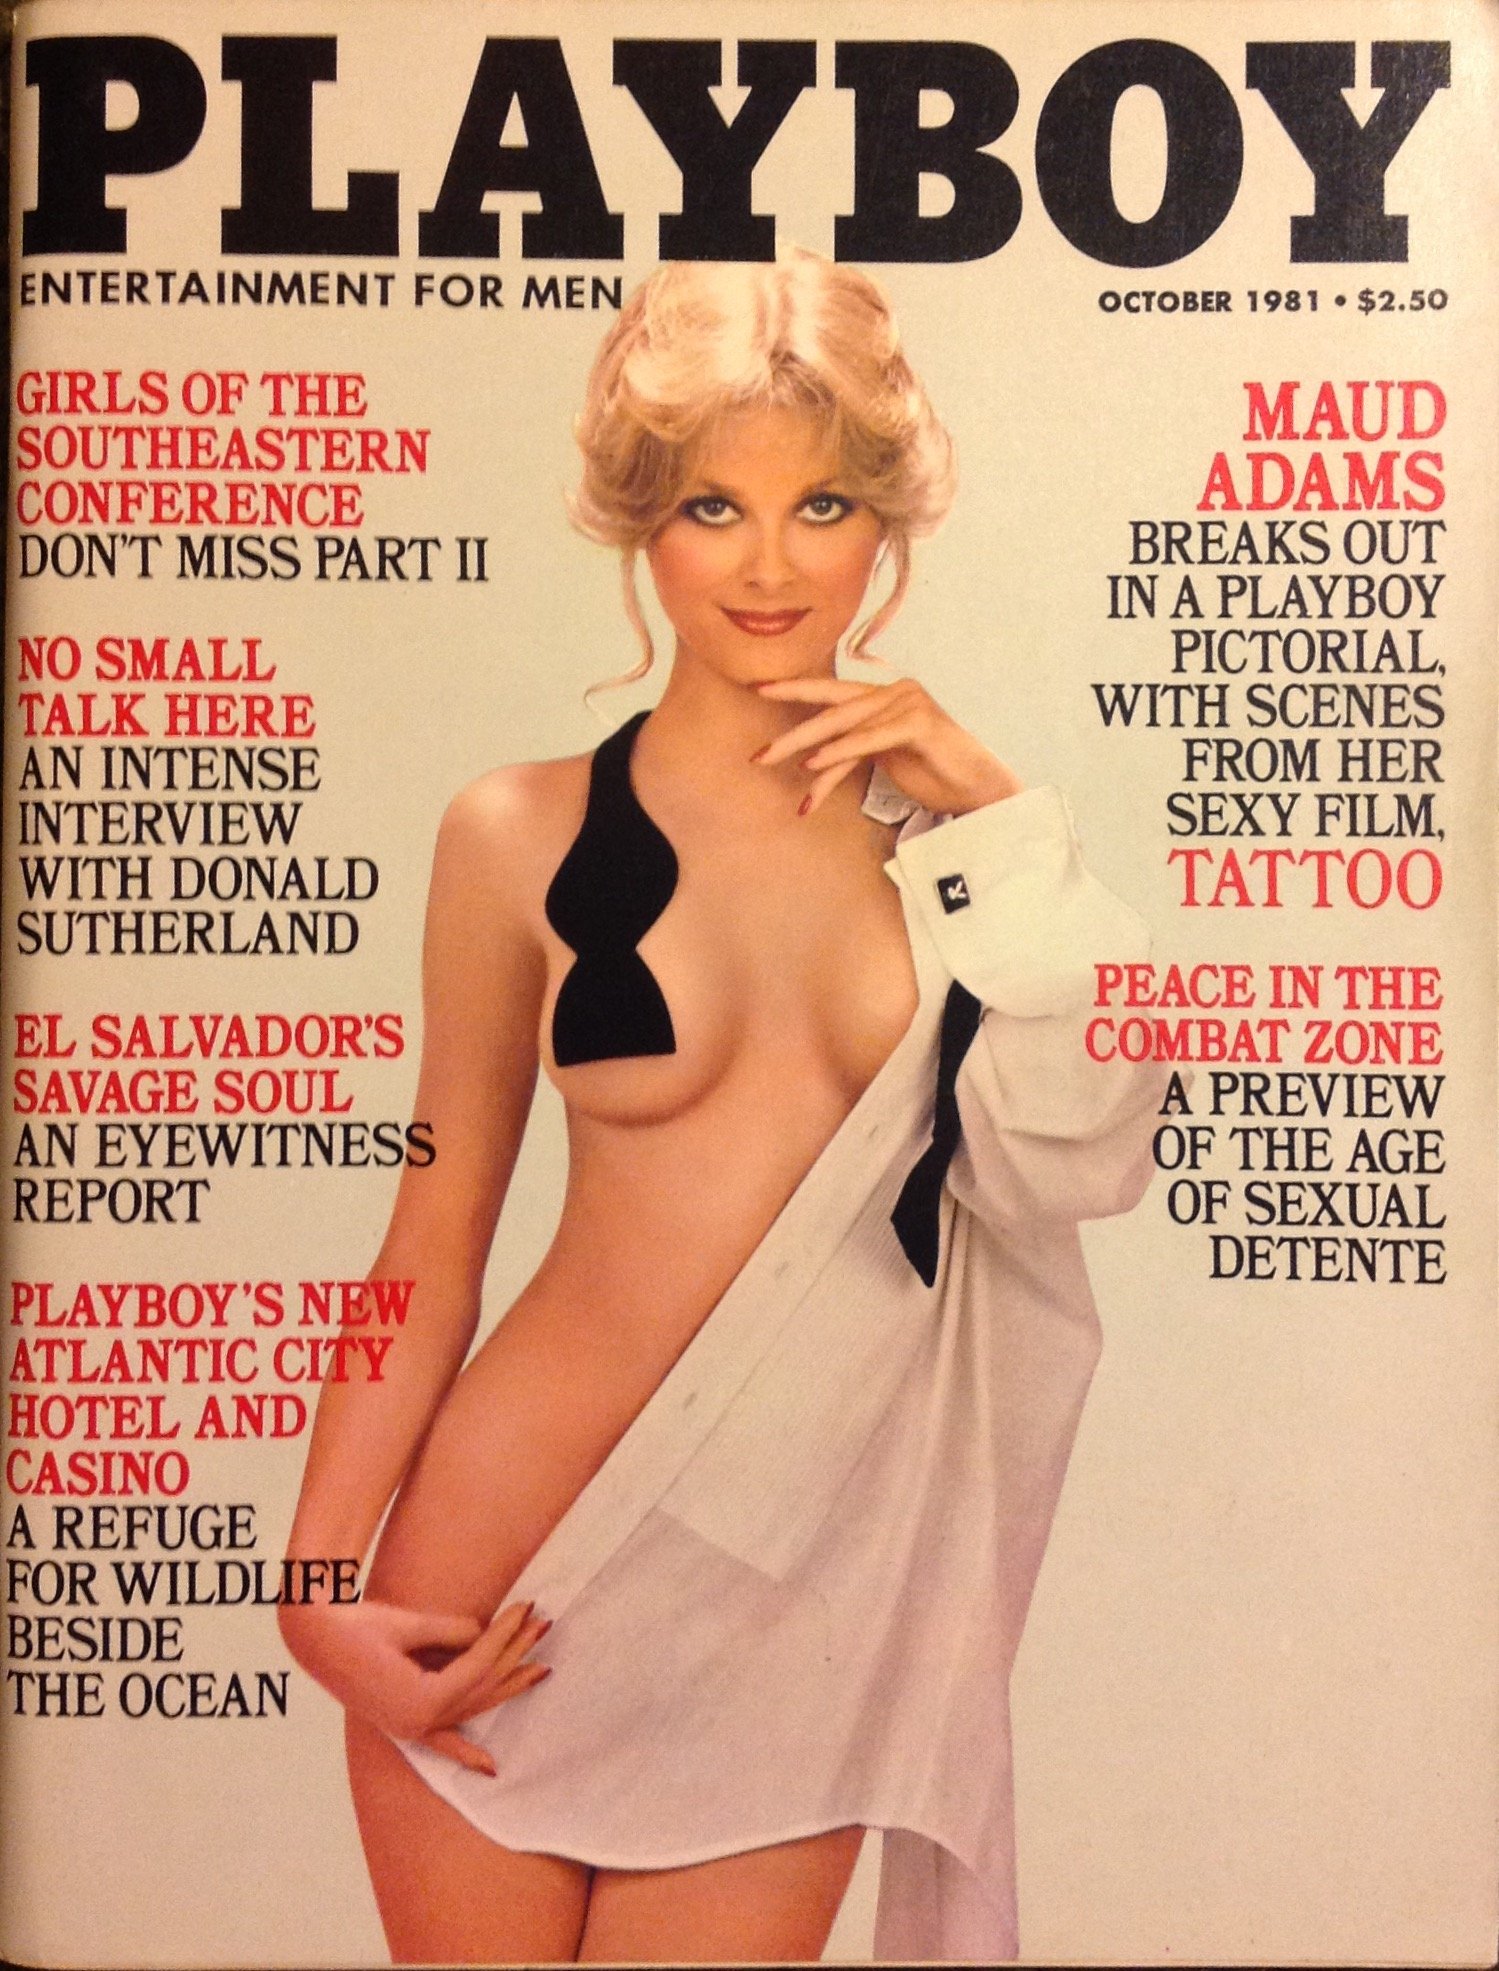 PLAYBOY
ENTERTAINMENT FOR MEN
OCTOBER 1981 • $2.50
GIRLS OF THE
SOUTHEASTERN
CONFERENCE
DON'T MISS PART II
NO SMALL
TALK HERE
AN INTENSE
INTERVIEW
WITH DONALD
SUTHERLAND
EL SALVADOR'S
SAVAGE SOUL
AN EYEWITNESS
REPORT
PLAYBOY'S NEW
ATLANTIC CITY
HOTEL AND
CASINO
A REFUGE
FOR WILDLIFE
BESIDE
THE OCEAN
MAUD
ADAMS
BREAKS OUT
IN A PLAYBOY
PICTORIAL,
WITH SCENES
FROM HER
SEXY FILM,
TATTOO
PEACE IN THE
COMBAT ZONE
A PREVIEW
OF THE AGE
OF SEXUAL
DETENTE